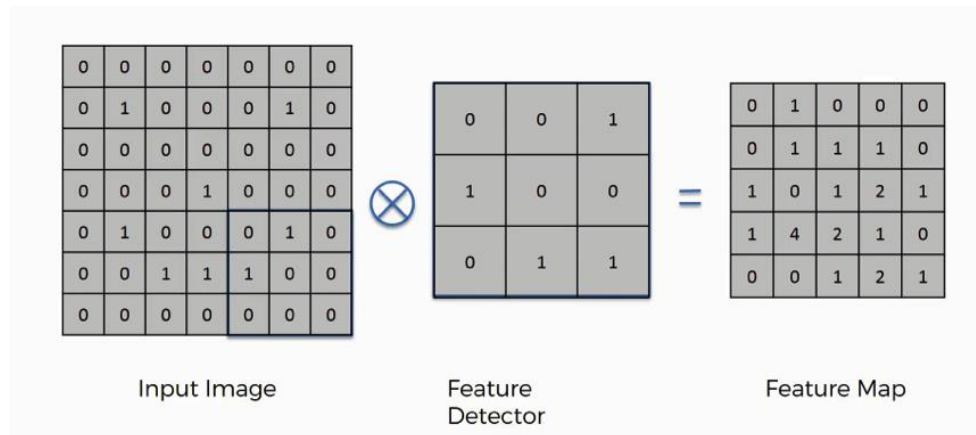 0 0 0 0 0 0 0
0 1 0 0 0 1 0
0 0 0 0 0 0 0
0 0 0 1 0 0 0
0 1 0 0 0 1 0
0 0 1 1 1 0 0
0 0 0 0 0 0 0
Input Image
0 0 1
1 0 0
0 1 1
Feature
Detector
=
0 1 0 0 0
0 1 1 1 0
1 0 1 2 1
1 4 2 1 0
0 0 1 2 1
Feature Map